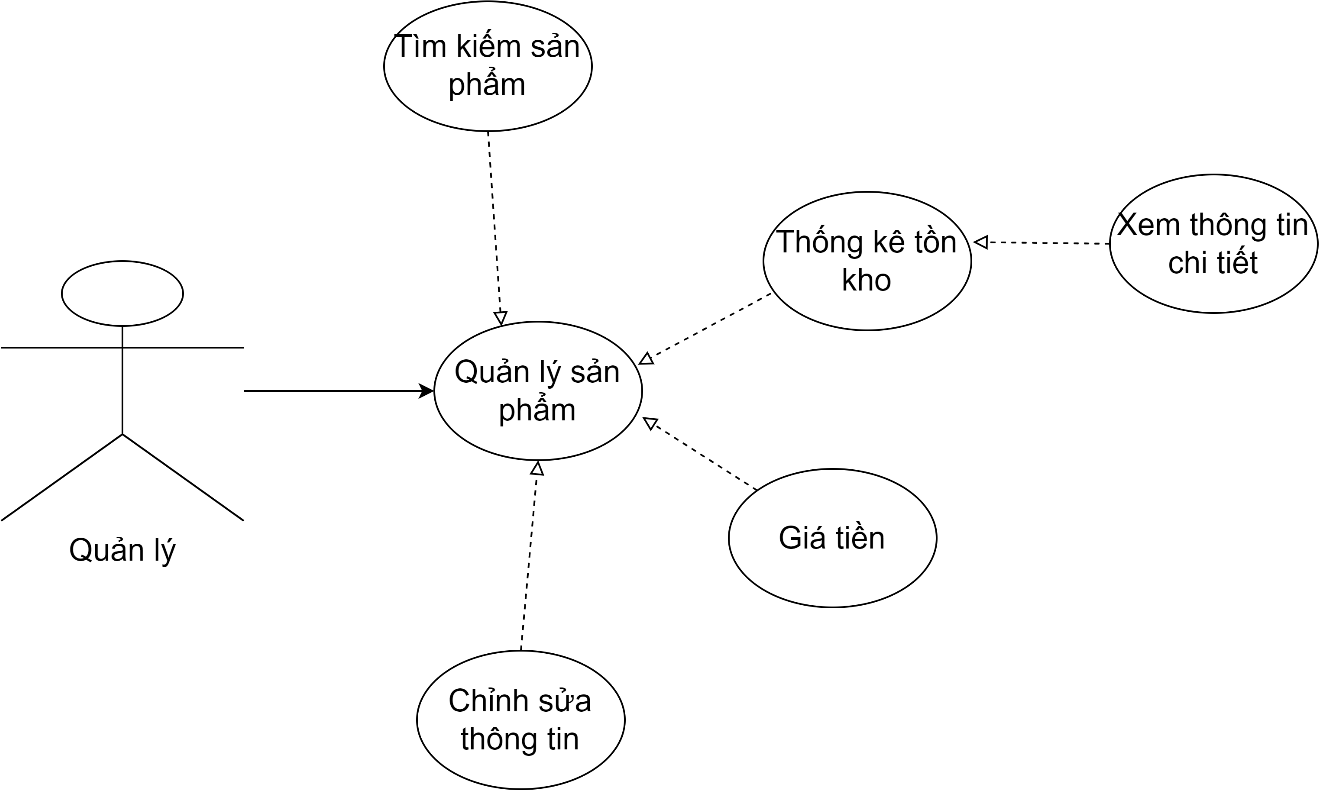 Tìm kiếm sản
phẩm
Thống kê tồn
kho
Xem thông tin
chi tiết
Quản lý sản
phẩm
Giá tiền
Quản lý
Chỉnh sửa
thông tin